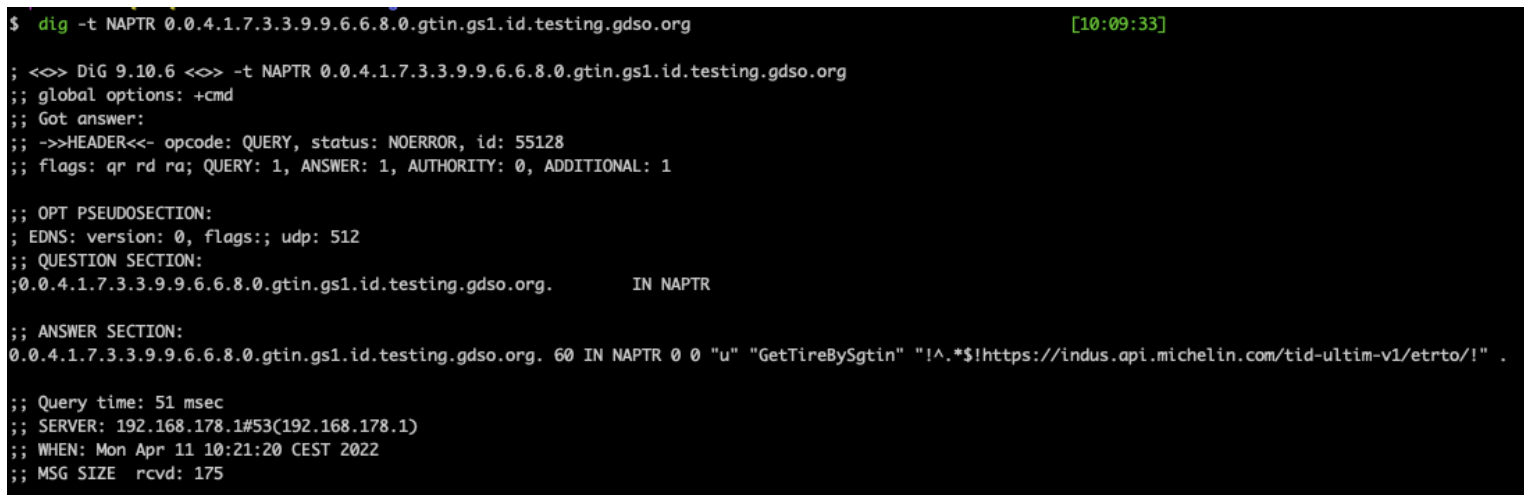 $ dig -t NAPTR 0.0.4.1.7.3.3.9.9.6.6.8.0.gtin.gs1.id.testing.gdso.org [10:09:33]
; <<>> DiG 9.10.6 <<>> -t NAPTR 0.0.4.1.7.3.3.9.9.6.6.8.0.gtin.gs1.id.testing.gdso.org
;; global options: +cmd
;; Got answer:
;; ->>HEADER<<- opcode: QUERY, status: NOERROR, id: 55128
;; flags: qr rd ra; QUERY: 1, ANSWER: 1, AUTHORITY: 0, ADDITIONAL: 1
;; OPT PSEUDOSECTION:
; EDNS: version: 0, flags:; udp: 512
;; QUESTION SECTION:
;0.0.4.1.7.3.3.9.9.6.6.8.0.gtin.gs1.id.testing.gdso.org. IN NAPTR
;; ANSWER SECTION:
0.0.4.1.7.3.3.9.9.6.6.8.0.gtin.gs1.id.testing.gdso.org. 60 IN NAPTR 0 0 "u" "GetTireBySgtin" "!^.*$!https://indus.api.michelin.com/tid-ultim-v1/etrto/!" .
;; Query time: 51 msec
;; SERVER: 192.168.178.1#53(192.168.178.1)
;; WHEN: Mon Apr 11 10:21:20 CEST 2022
;; MSG SIZE rcvd: 175